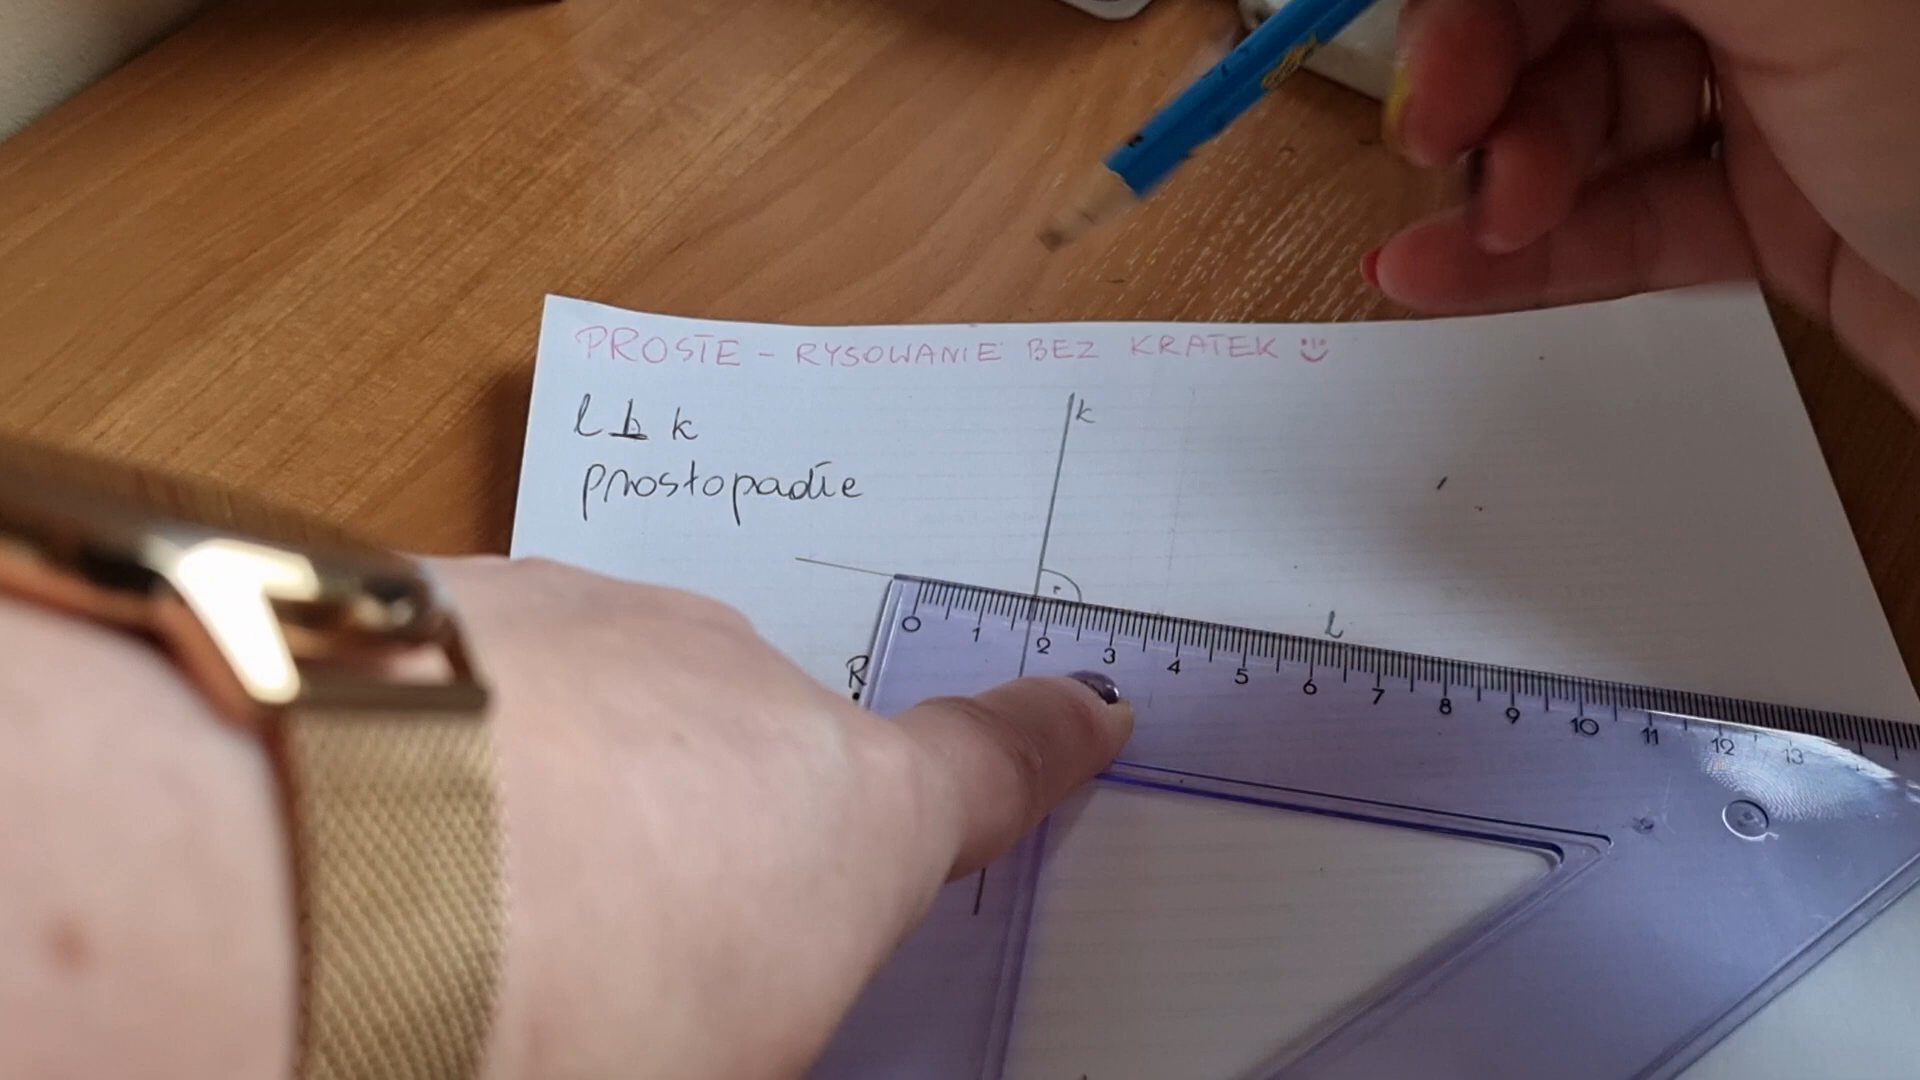 PROSTE - RYSOWANIE BEZ KRATEK
l ⊥ k
prostopadłe
k
l
R
0 1 2 3 4 5 6 7 8 9 10 11 12 13